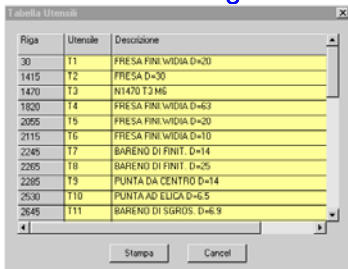 Tabella Utensili
Riga Utensile Descrizione
30 T1 FRESA FINI.WIDIA D=20
1415 T2 FRESA D=30
1470 T3 N1470 T3 M6
1820 T4 FRESA FINI.WIDIA D=63
2055 T5 FRESA FINI.WIDIA D=20
2115 T6 FRESA FINI.WIDIA D=10
2245 T7 BARENO DI FINIT. D=14
2265 T8 BARENO DI FINIT. D=25
2285 T9 PUNTA DA CENTRO D=14
2530 T10 PUNTA AD ELICA D=6.5
2645 T11 BARENO DI SGROS. D=6.9
Stampa Cancel